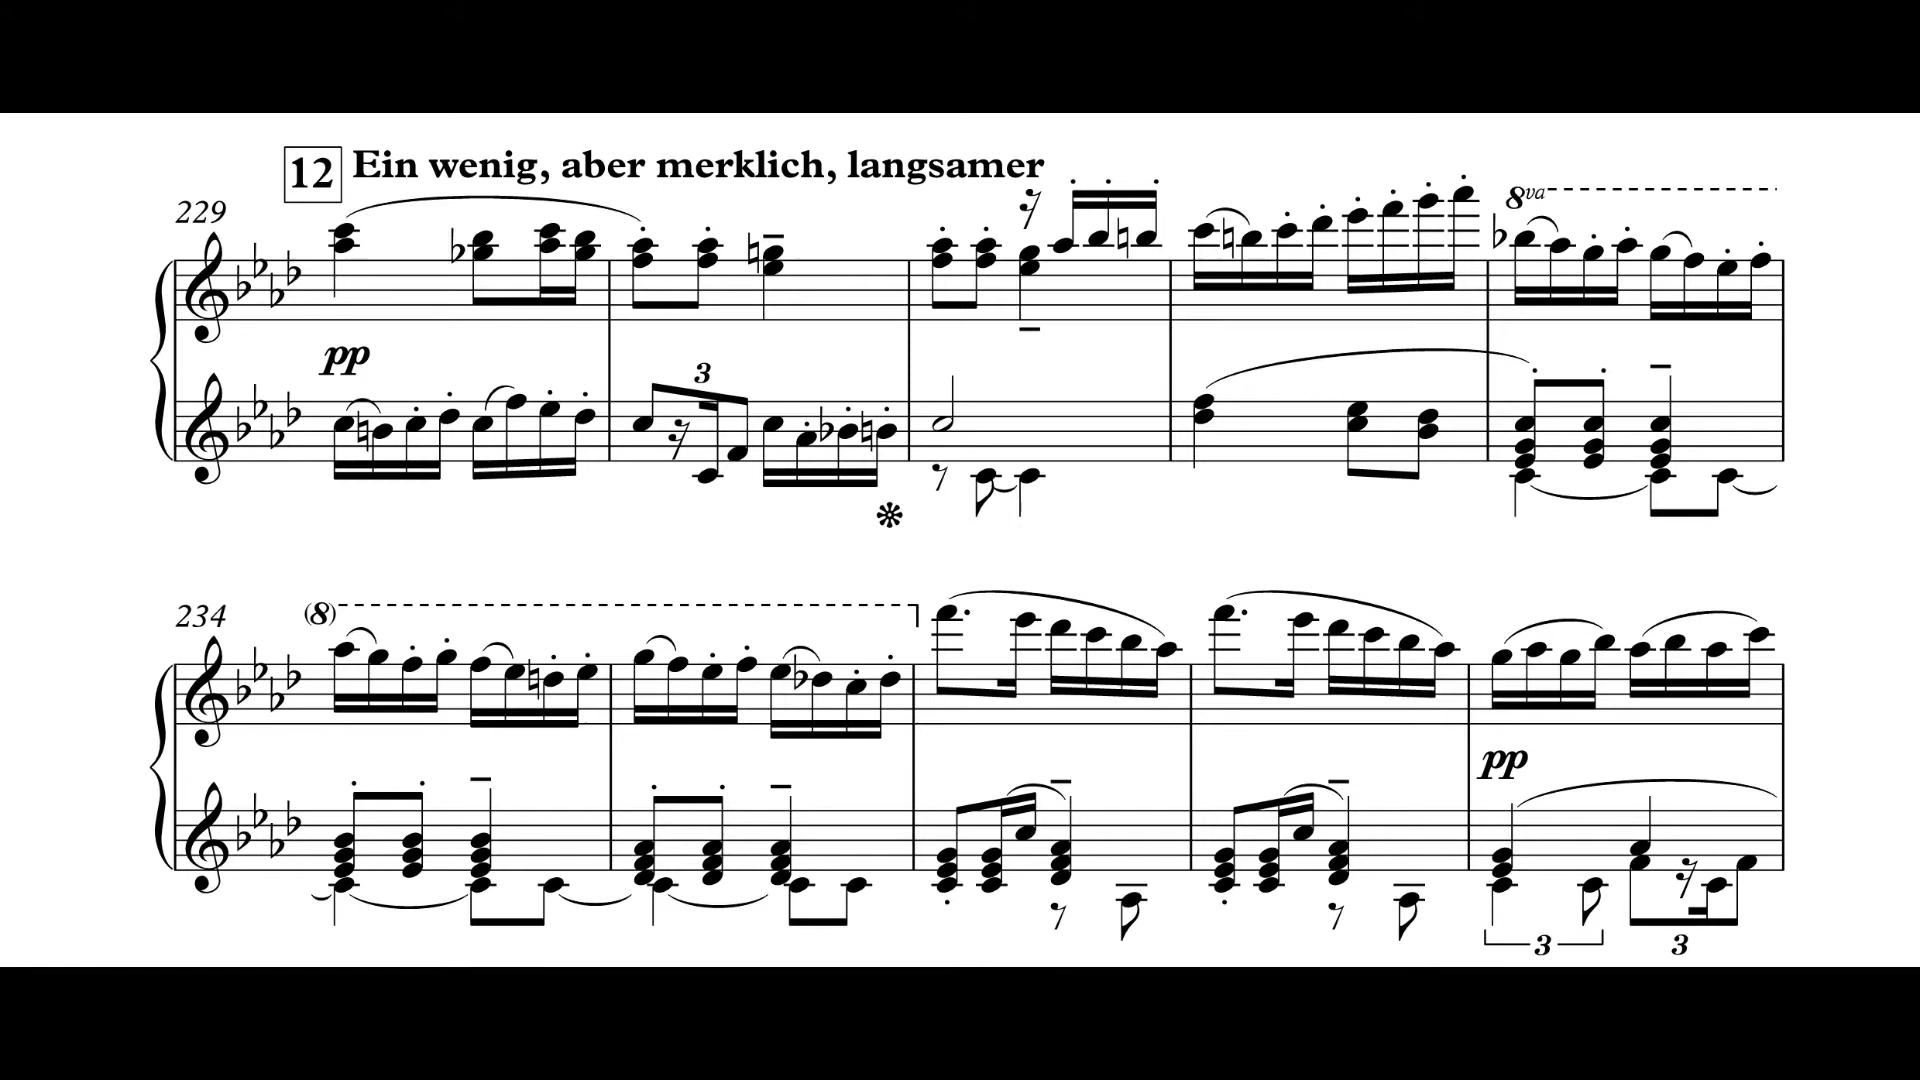 12 Ein wenig, aber merklich, langsamer
229
8va
pp
3
234
(8)
pp
3 3